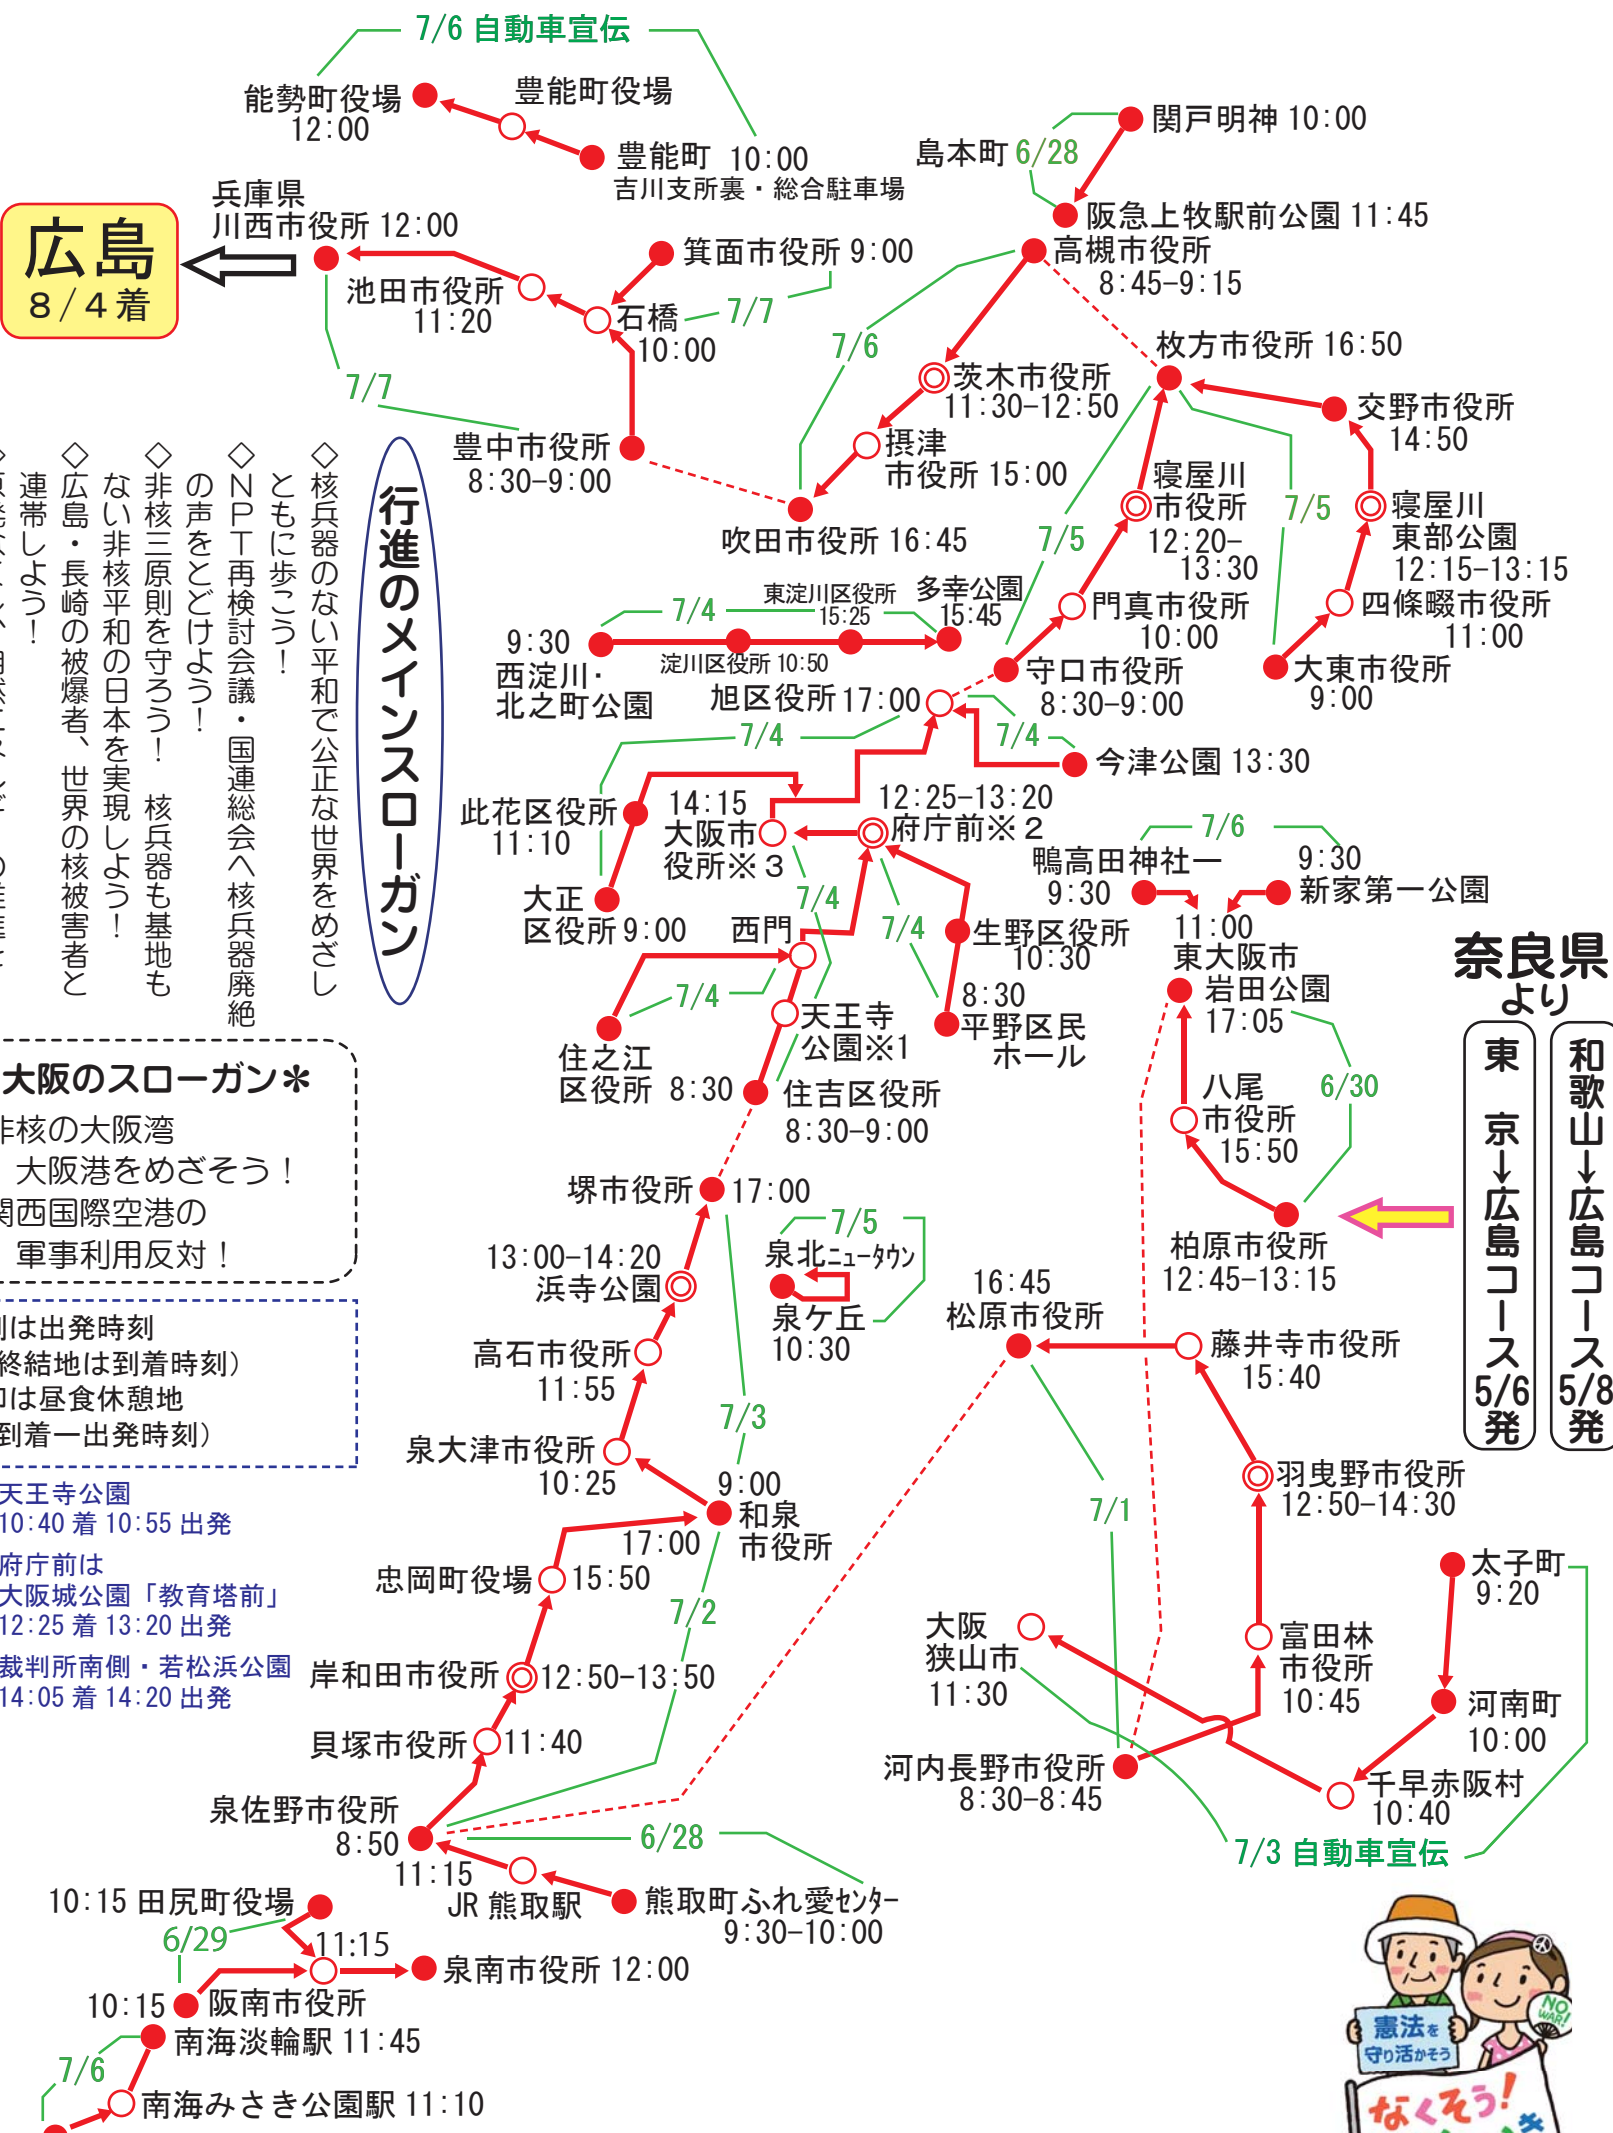 7/6 自動車宣伝
能勢町役場
12:00
豊能町役場
豊能町 10:00
吉川支所裏・総合駐車場
関戸明神 10:00
島本町 6/28
阪急上牧駅前公園 11:45
兵庫県
川西市役所 12:00
広島
8/4着
箕面市役所 9:00
池田市役所
11:20
石橋
10:00
7/7
7/7
豊中市役所
8:30−9:00
高槻市役所
8:45−9:15
7/6
茨木市役所
11:30−12:50
摂津
市役所 15:00
吹田市役所 16:45
枚方市役所 16:50
交野市役所
14:50
寝屋川
市役所
12:20−
13:30
7/5
7/5
寝屋川
東部公園
12:15−13:15
門真市役所
10:00
四條畷市役所
11:00
守口市役所
8:30−9:00
大東市役所
9:00
7/4
東淀川区役所
15:25
多幸公園
15:45
9:30
西淀川・
北之町公園
淀川区役所 10:50
旭区役所 17:00
7/4
7/4
今津公園 13:30
此花区役所
11:10
14:15
大阪市
役所※3
12:25−13:20
府庁前※2
大正
区役所 9:00
西門
7/4
7/4
7/4
生野区役所
10:30
8:30
平野区民
ホール
天王寺
公園※1
住之江
区役所 8:30
住吉区役所
8:30−9:00
7/6
鴨高田神社ー
9:30
9:30
新家第一公園
11:00
東大阪市
岩田公園
17:05
6/30
八尾
市役所
15:50
柏原市役所
12:45−13:15
奈良県
より
東 京→広島コース5/6発
和歌山→広島コース5/8発
行進のメインスローガン
◇核兵器のない平和で公正な世界をめざし
ともに歩こう！
◇NPT再検討会議・国連総会へ核兵器廃絶
の声をとどけよう！
◇非核三原則を守ろう！ 核兵器も基地も
ない非核平和の日本を実現しよう！
◇広島・長崎の被爆者、世界の核被害者と
連帯しよう！
大阪のスローガン＊
非核の大阪湾
大阪港をめざそう！
関西国際空港の
軍事利用反対！
刻は出発時刻
終結地は到着時刻）
印は昼食休憩地
到着ー出発時刻）
天王寺公園
10:40 着 10:55 出発
府庁前は
大阪城公園「教育塔前」
12:25 着 13:20 出発
裁判所南側・若松浜公園
14:05 着 14:20 出発
堺市役所 17:00
7/5
泉北ニュータウン
泉ケ丘
10:30
13:00−14:20
浜寺公園
高石市役所
11:55
泉大津市役所
10:25
7/3
9:00
和泉
市役所
17:00
忠岡町役場 15:50
7/2
岸和田市役所 12:50−13:50
貝塚市役所 11:40
泉佐野市役所
8:50
11:15
6/28
JR 熊取駅
熊取町ふれ愛センター
9:30−10:00
16:45
松原市役所
藤井寺市役所
15:40
羽曳野市役所
12:50−14:30
7/1
富田林
市役所
10:45
河内長野市役所
8:30−8:45
太子町
9:20
河南町
10:00
千早赤阪村
10:40
大阪
狭山市
11:30
7/3 自動車宣伝
10:15 田尻町役場
6/29
11:15
泉南市役所 12:00
10:15 阪南市役所
南海淡輪駅 11:45
7/6
南海みさき公園駅 11:10
NO!
WAR!
憲法を
守り活かそう
なくそう！